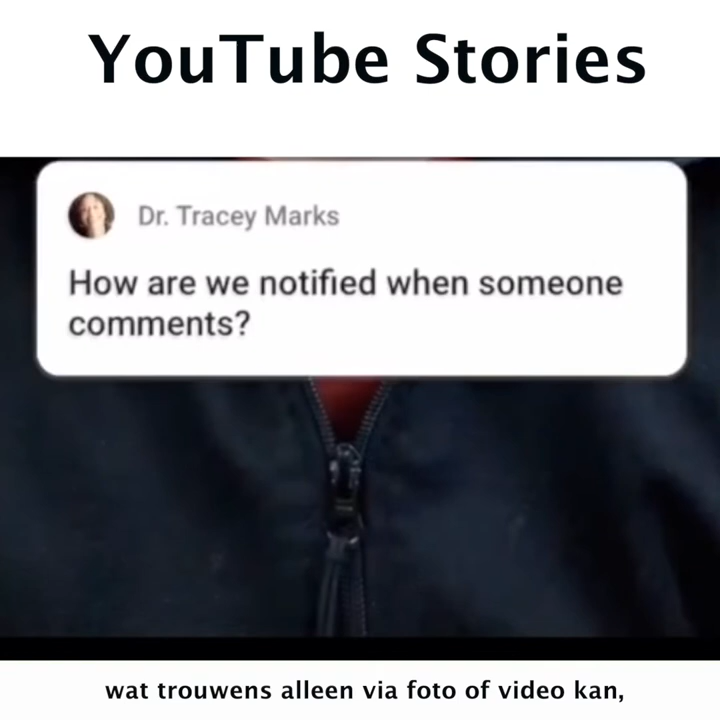 YouTube Stories
Dr. Tracey Marks
How are we notified when someone
comments?
wat trouwens alleen via foto of video kan,